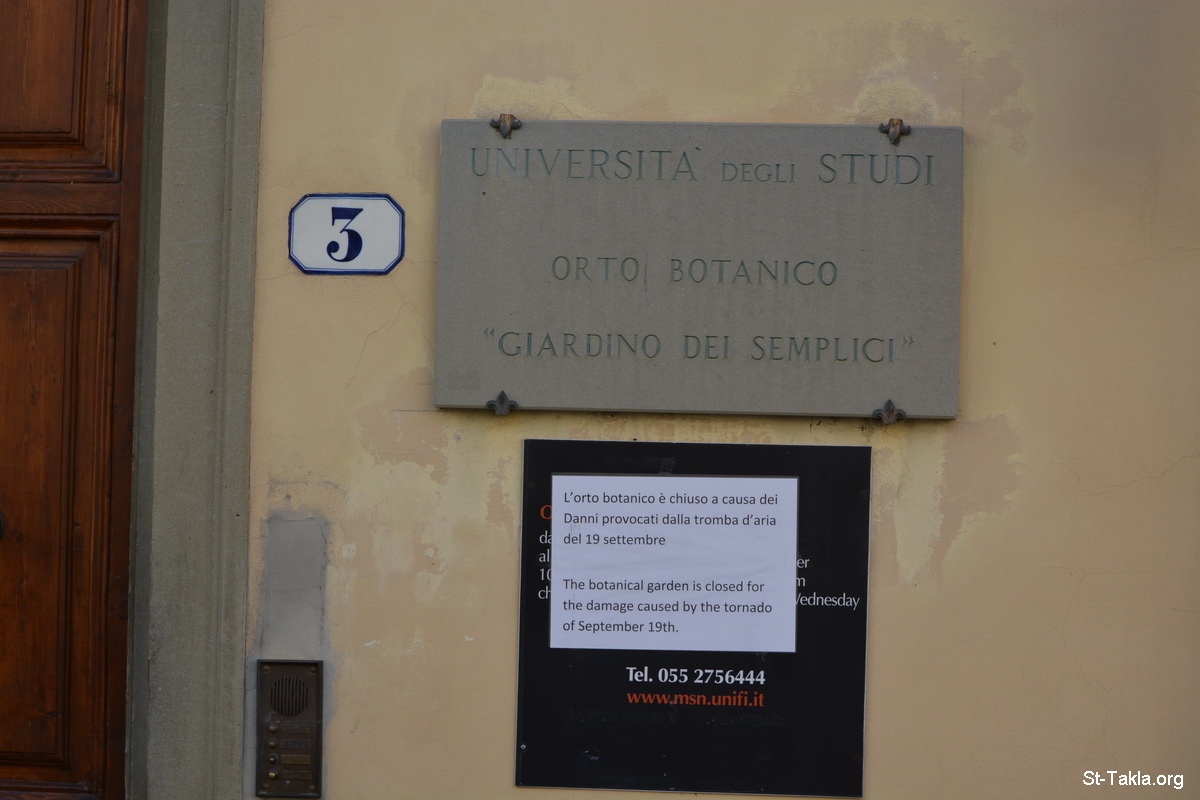 3
UNIVERSITA` DEGLI STUDI
ORTO BOTANICO
"GIARDINO DEI SEMPLICI"
L'orto botanico è chiuso a causa dei
Danni provocati dalla tromba d'aria
del 19 settembre
The botanical garden is closed for
the damage caused by the tornado
of September 19th.
Tel. 055 2756444
www.msn.unifi.it
St-Takla.org